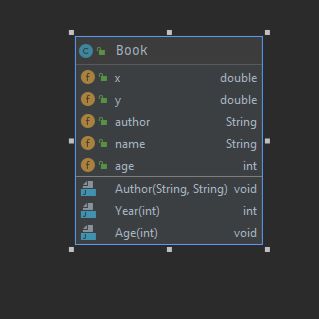 Book
x double
y double
author String
name String
age int
Author(String, String) void
Year(int) int
Age(int) void